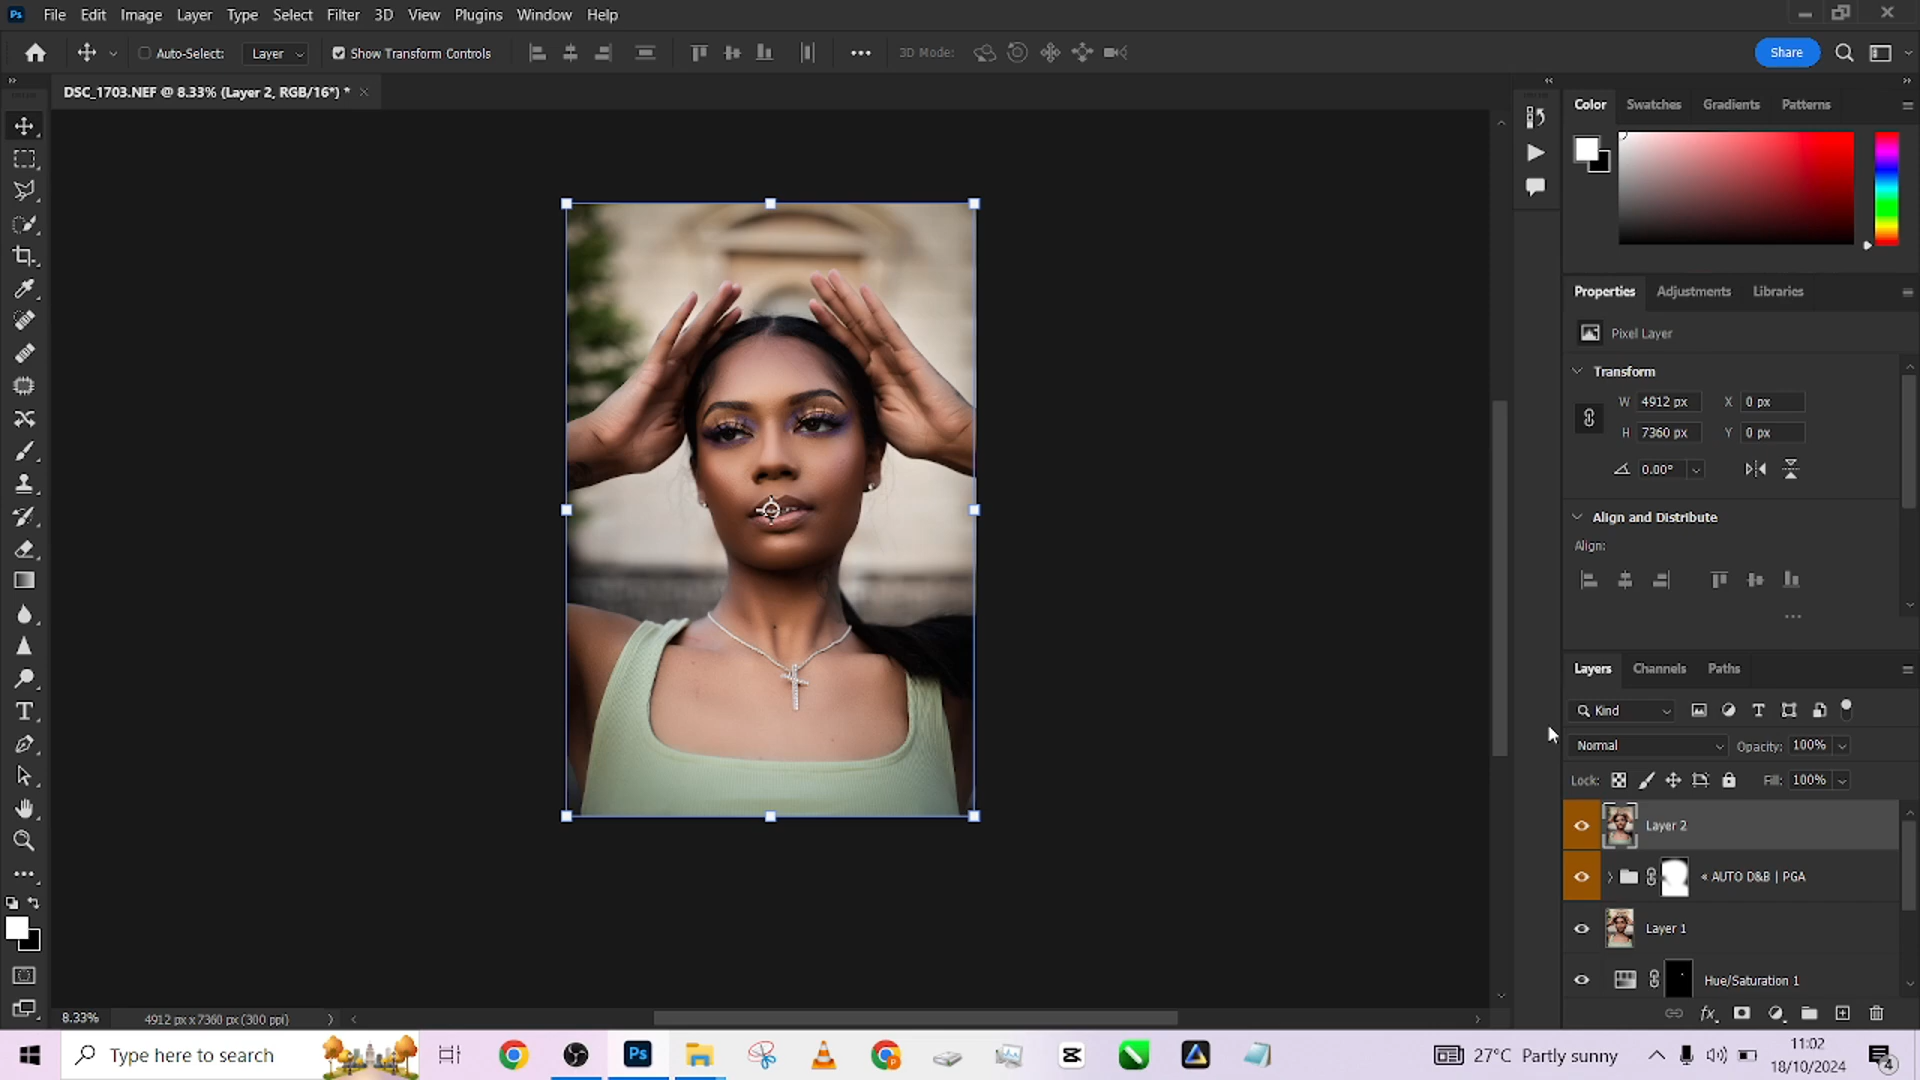 Ps File Edit Image Layer Type Select Filter 3D View Plugins Window Help
Auto-Select: Layer Show Transform Controls 3D Mode: Share
DSC_1703.NEF @ 8.33% (Layer 2, RGB/16*) *
Color Swatches Gradients Patterns
Properties Adjustments Libraries
Pixel Layer
Transform
W 4912 px X 0 px
H 7360 px Y 0 px
0.00°
Align and Distribute
Align:
Layers Channels Paths
Kind
Normal Opacity: 100%
Lock: Fill: 100%
Layer 2
« AUTO D&B | PGA
Layer 1
Hue/Saturation 1
8.33% 4912 px x 7360 px (300 ppi)
Type here to search Ps 27°C Partly sunny 11:02
18/10/2024 4